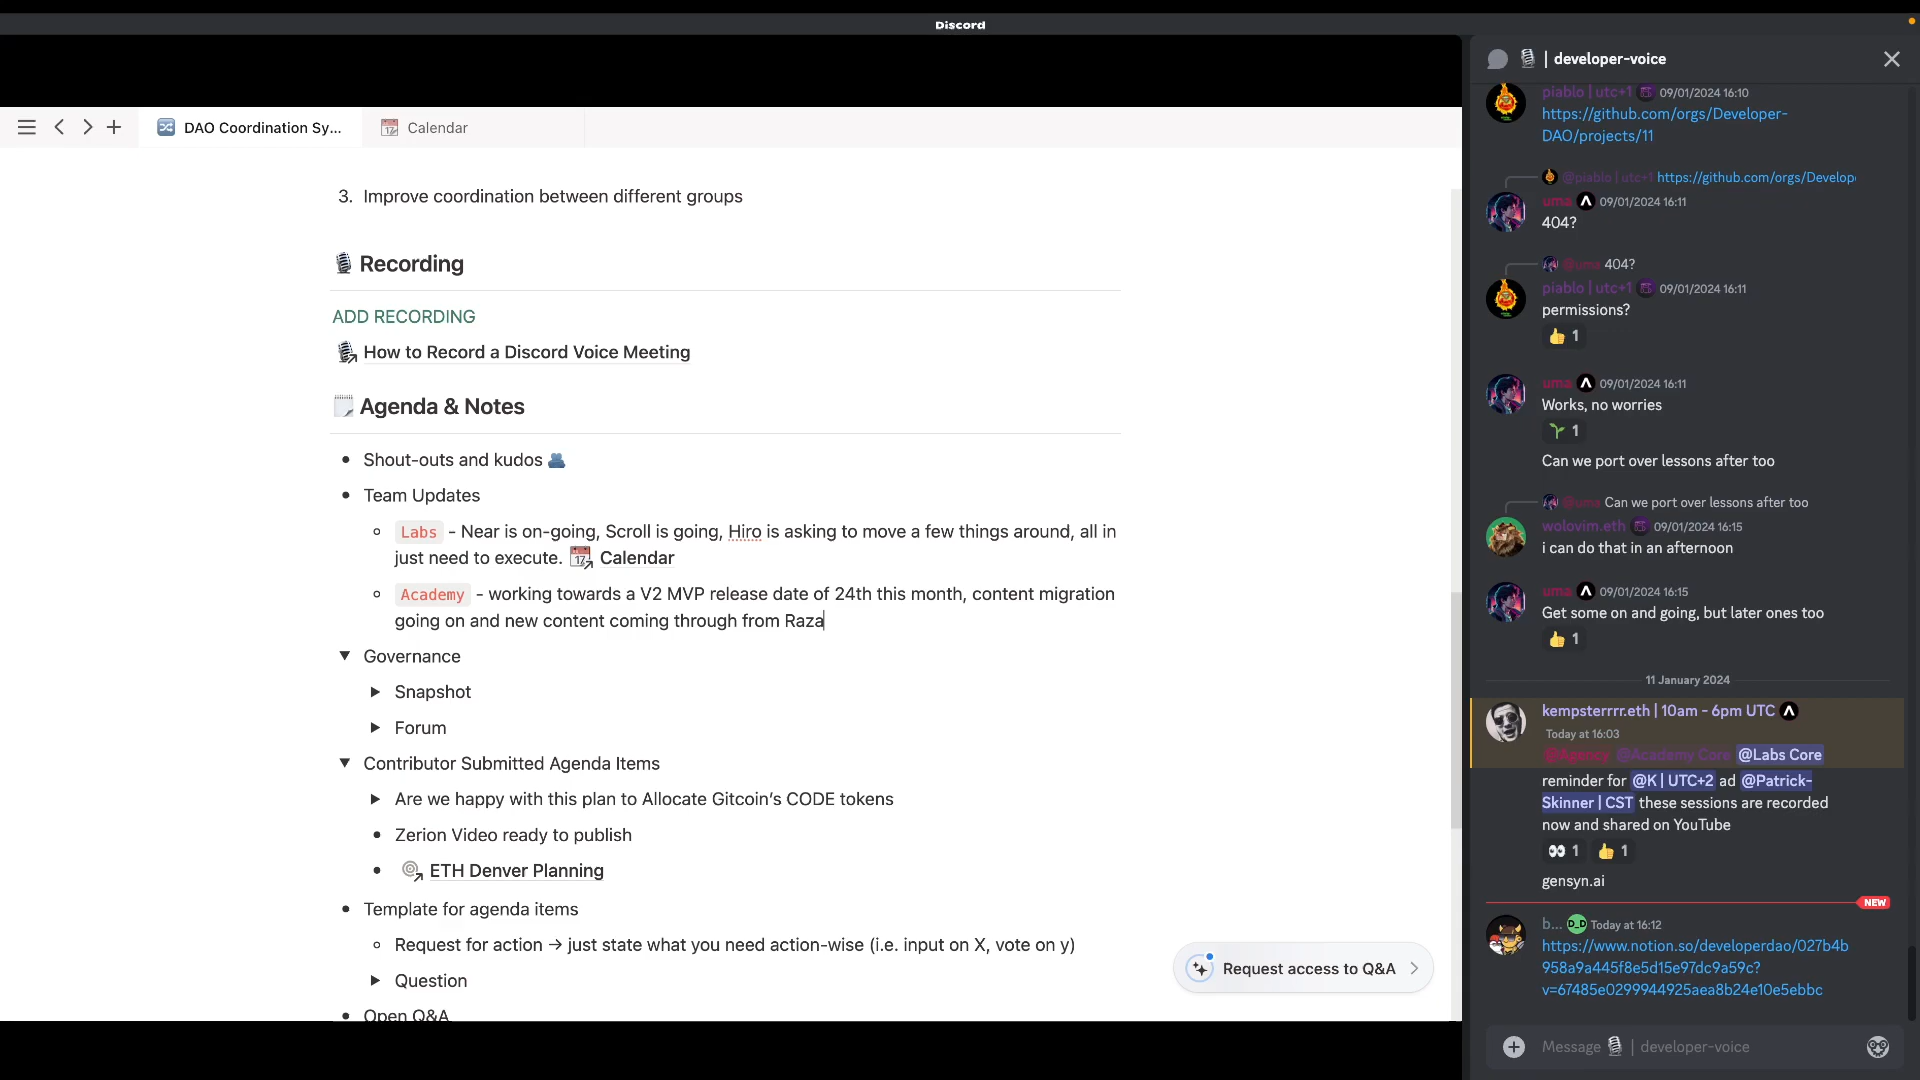 Discord
DAO Coordination Sy...
Calendar
3. Improve coordination between different groups
Recording
ADD RECORDING
How to Record a Discord Voice Meeting
Agenda & Notes
• Shout-outs and kudos
• Team Updates
Labs - Near is on-going, Scroll is going, Hiro is asking to move a few things around, all in
just need to execute. Calendar
Academy - working towards a V2 MVP release date of 24th this month, content migration
going on and new content coming through from Raza
Governance
Snapshot
Forum
Contributor Submitted Agenda Items
Are we happy with this plan to Allocate Gitcoin's CODE tokens
• Zerion Video ready to publish
• ETH Denver Planning
• Template for agenda items
Request for action → just state what you need action-wise (i.e. input on X, vote on y)
Question
• Open Q&A
Request access to Q&A
| developer-voice
piablo | utc+1 09/01/2024 16:10
https://github.com/orgs/Developer-
DAO/projects/11
@piablo | utc+1 https://github.com/orgs/Develop
uma 09/01/2024 16:11
404?
@uma 404?
piablo | utc+1 09/01/2024 16:11
permissions?
1
uma 09/01/2024 16:11
Works, no worries
1
Can we port over lessons after too
@uma Can we port over lessons after too
wolovim.eth 09/01/2024 16:15
i can do that in an afternoon
uma 09/01/2024 16:15
Get some on and going, but later ones too
1
11 January 2024
kempsterrrr.eth | 10am - 6pm UTC
Today at 16:03
@Agency @Academy Core @Labs Core
reminder for @K | UTC+2 ad @Patrick-
Skinner | CST these sessions are recorded
now and shared on YouTube
1 1
gensyn.ai
NEW
b... D_D Today at 16:12
https://www.notion.so/developerdao/027b4b
958a9a445f8e5d15e97dc9a59c?
v=67485e0299944925aea8b24e10e5ebbc
Message | developer-voice